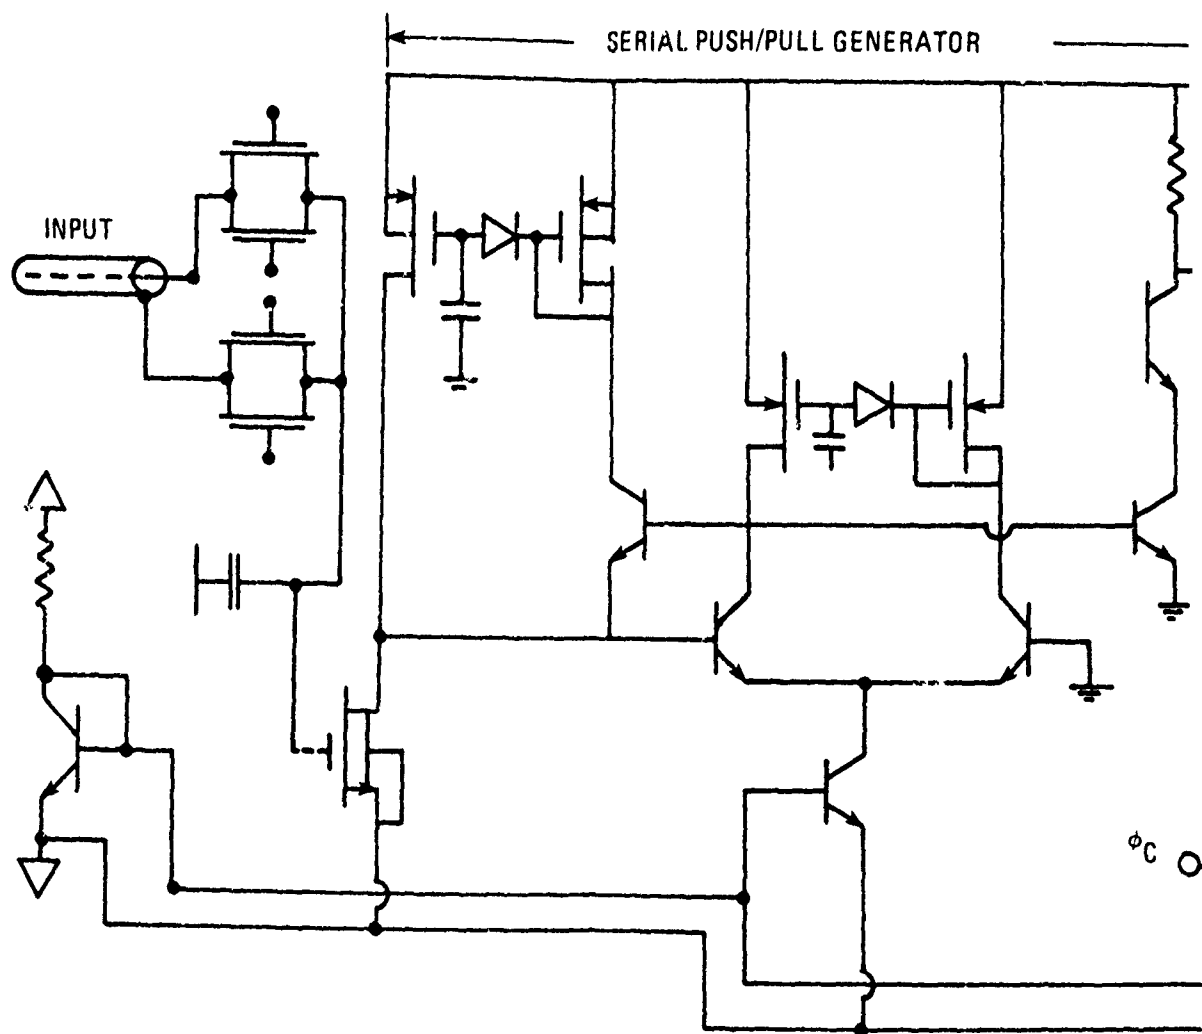 SERIAL PUSH/PULL GENERATOR
INPUT
ϕC